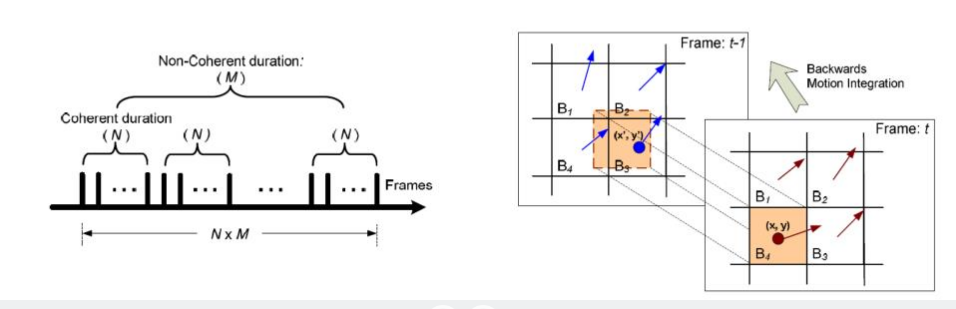 Non-Coherent duration:
(M)
Coherent duration
(N)
(N)
(N)
...
...
...
...
Frames
N x M
Frame: t-1
B1
B2
(x', y')
B4
B3
Backwards
Motion Integration
Frame: t
B1
B2
(x, y)
B4
B3